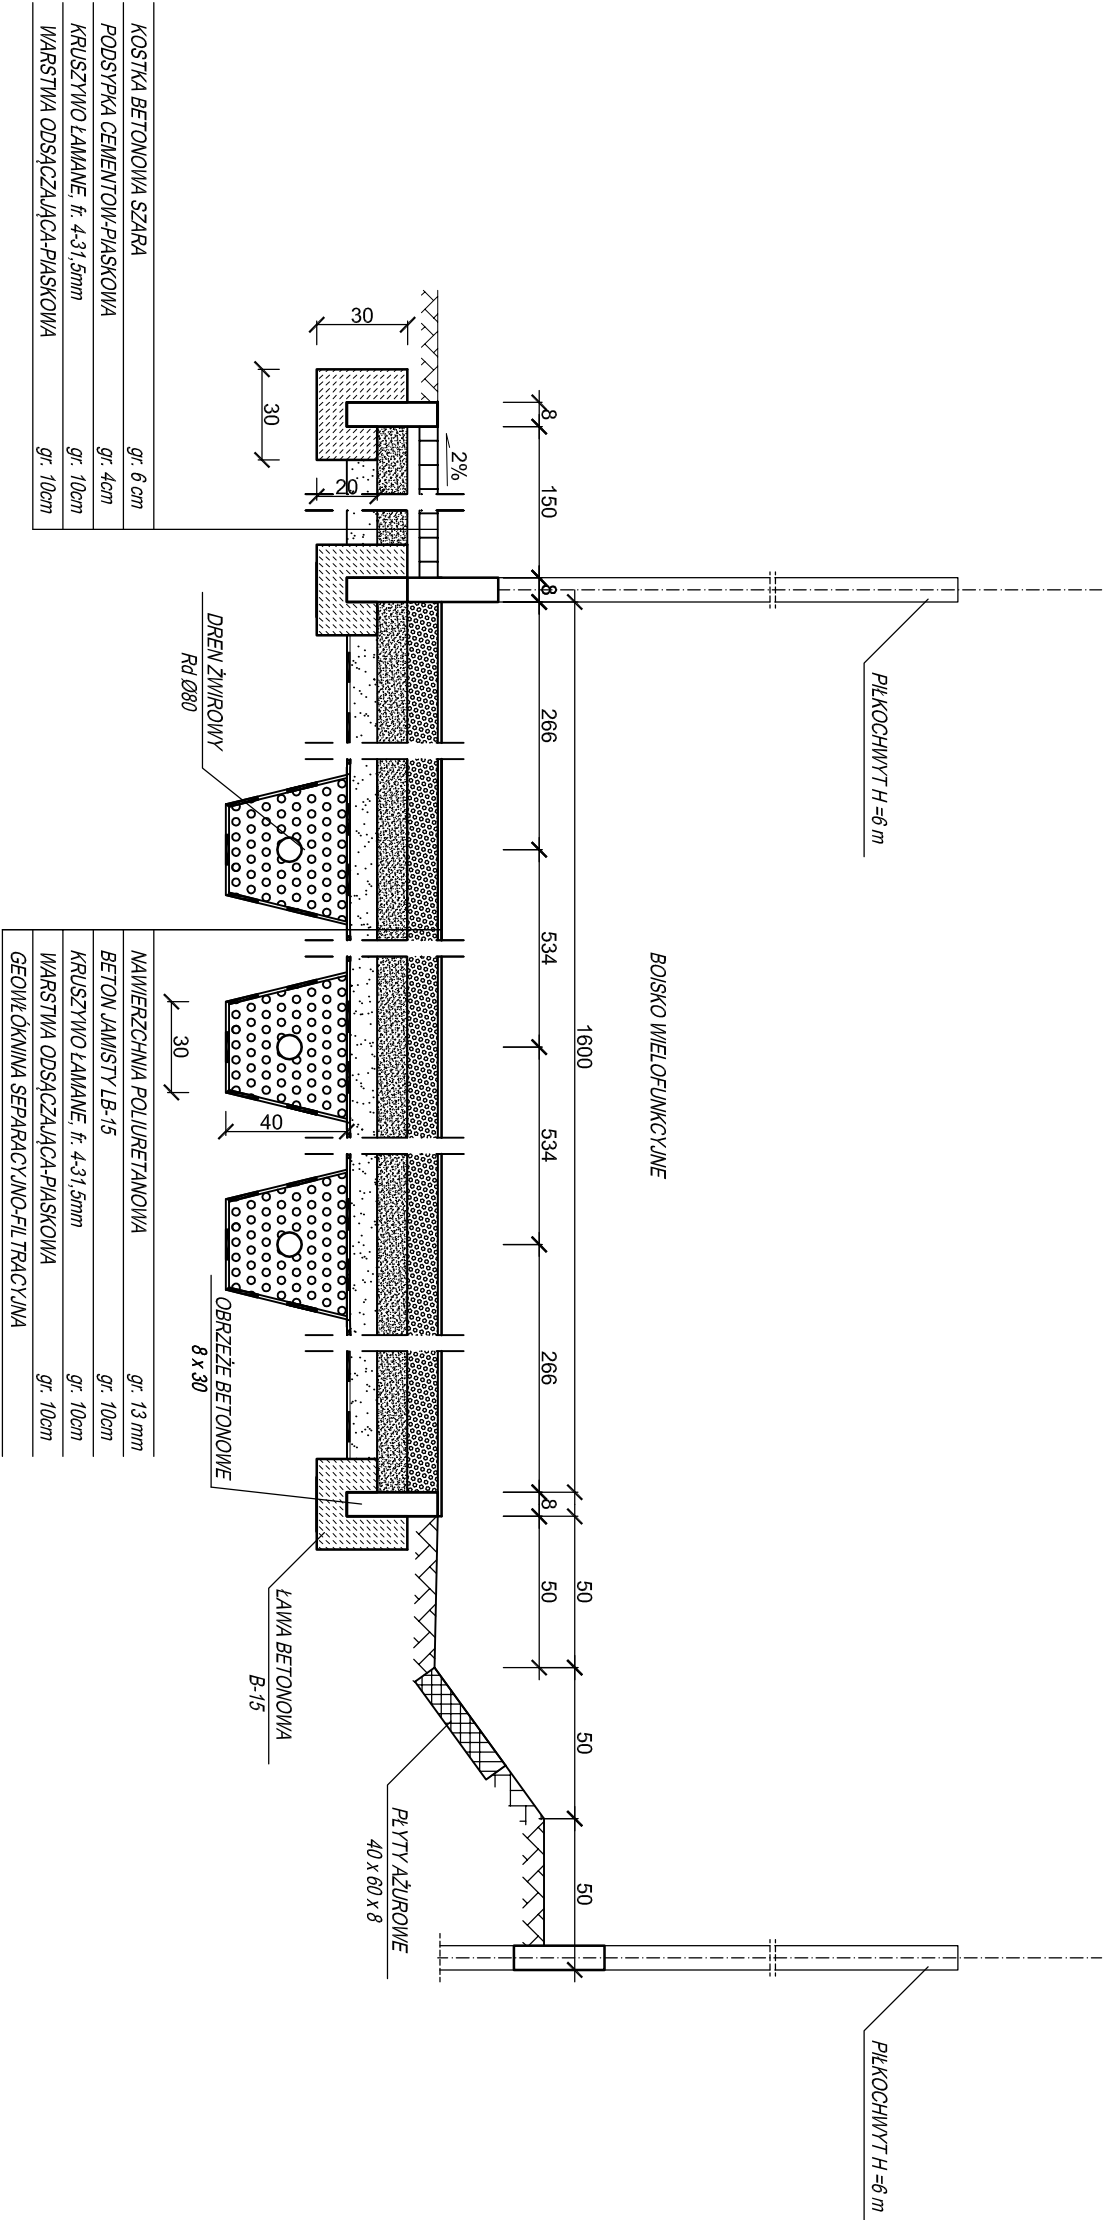 PIŁKOCHWYT H =6 m
PIŁKOCHWYT H =6 m
BOISKO WIELOFUNKCYJNE
1600
50
50
50
8
150
8
266
534
534
266
8
50
2%
30
30
20
40
30
DREN ŻWIROWY
Rd Ø80
OBRZEŻE BETONOWE
8 x 30
ŁAWA BETONOWA
B-15
PŁYTY AŻUROWE
40 x 60 x 8
KOSTKA BETONOWA SZARA gr. 6 cm
PODSYPKA CEMENTOW-PIASKOWA gr. 4cm
KRUSZYWO ŁAMANE, fr. 4-31,5mm gr. 10cm
WARSTWA ODSĄCZAJĄCA-PIASKOWA gr. 10cm
NAWIERZCHNIA POLIURETANOWA gr. 13 mm
BETON JAMISTY LB-15 gr. 10cm
KRUSZYWO ŁAMANE, fr. 4-31,5mm gr. 10cm
WARSTWA ODSĄCZAJĄCA-PIASKOWA gr. 10cm
GEOWŁÓKNINA SEPARACYJNO-FILTRACYJNA